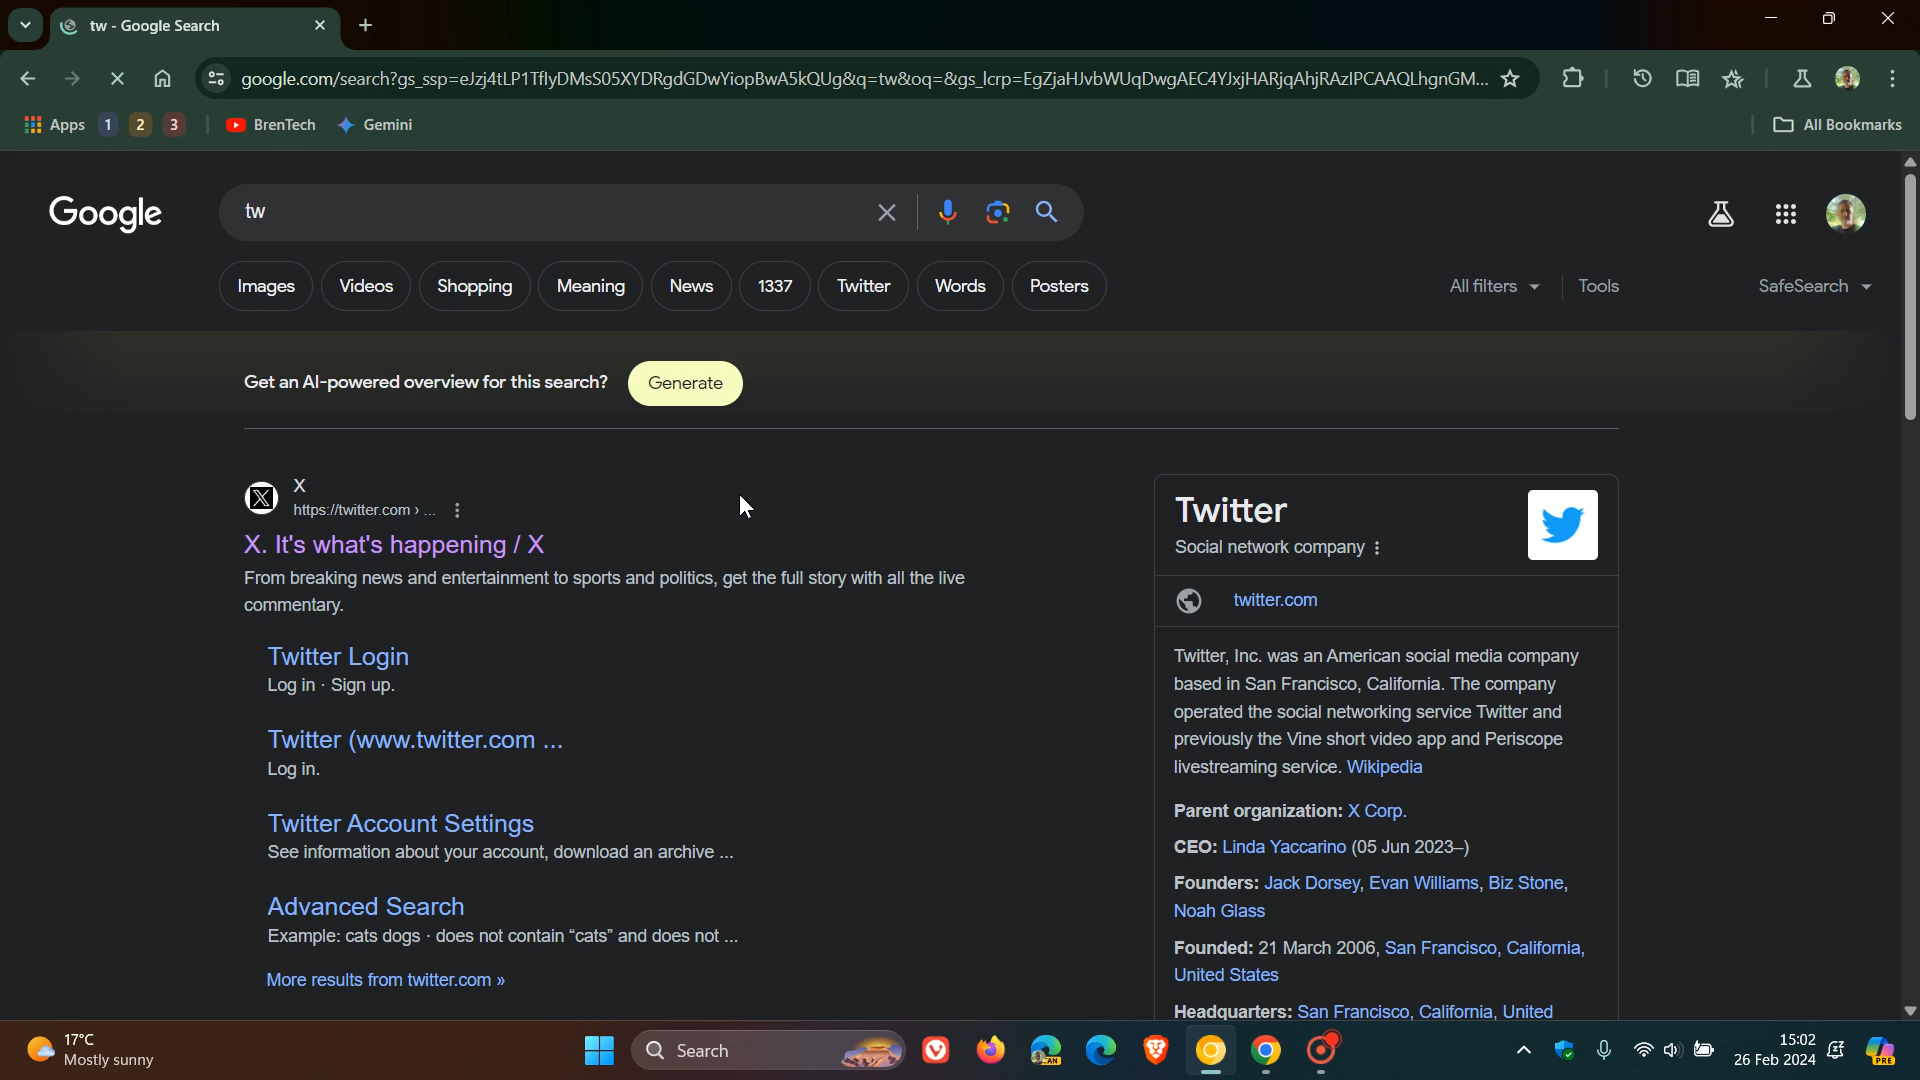 tw - Google Search
google.com/search?gs_ssp=eJzj4tLP1TflyDMsS05XYDRgdGDwYiopBwA5kQUg&q=tw&oq=&gs_lcrp=EgZjaHJvbWUqDwgAEC4YJxjHARjqAhjRAzIPCAAQLhgnGM...
Apps 1 2 3 BrenTech Gemini All Bookmarks
Google tw
Images Videos Shopping Meaning News 1337 Twitter Words Posters All filters Tools SafeSearch
Get an AI-powered overview for this search? Generate
X
https://twitter.com › ...
X. It's what's happening / X
From breaking news and entertainment to sports and politics, get the full story with all the live
commentary.
Twitter Login
Log in · Sign up.
Twitter (www.twitter.com ...
Log in.
Twitter Account Settings
See information about your account, download an archive ...
Advanced Search
Example: cats dogs · does not contain “cats” and does not ...
More results from twitter.com »
Twitter
Social network company
twitter.com
Twitter, Inc. was an American social media company
based in San Francisco, California. The company
operated the social networking service Twitter and
previously the Vine short video app and Periscope
livestreaming service. Wikipedia
Parent organization: X Corp.
CEO: Linda Yaccarino (05 Jun 2023–)
Founders: Jack Dorsey, Evan Williams, Biz Stone,
Noah Glass
Founded: 21 March 2006, San Francisco, California,
United States
Headquarters: San Francisco, California, United
17°C
Mostly sunny
Search
CAN
15:02
26 Feb 2024
PRE